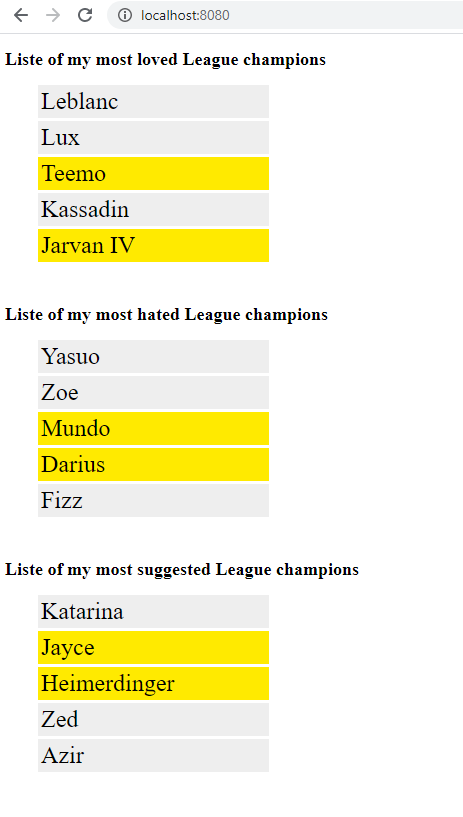 localhost:8080
Liste of my most loved League champions
Leblanc
Lux
Teemo
Kassadin
Jarvan IV
Liste of my most hated League champions
Yasuo
Zoe
Mundo
Darius
Fizz
Liste of my most suggested League champions
Katarina
Jayce
Heimerdinger
Zed
Azir